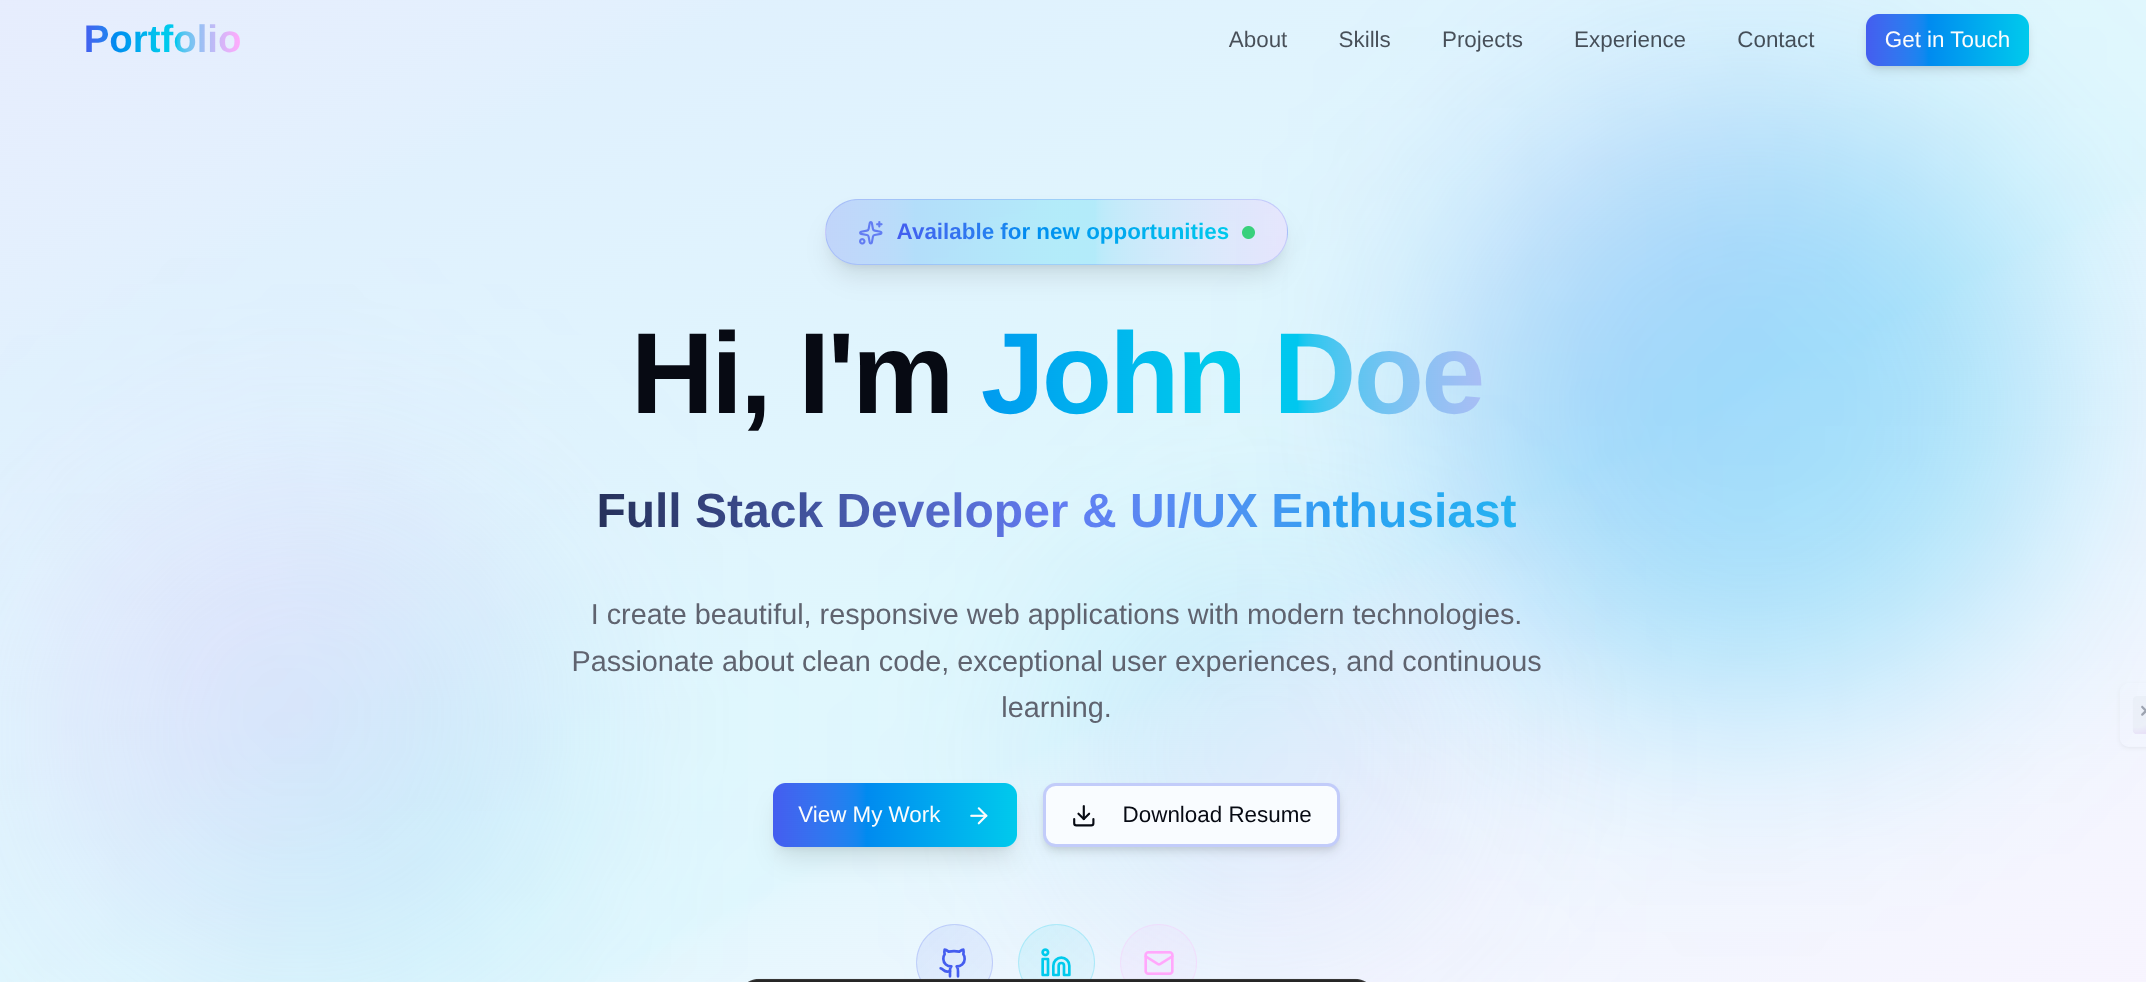 Portfolio
About Skills Projects Experience Contact Get in Touch
Available for new opportunities
Hi, I'm John Doe
Full Stack Developer & UI/UX Enthusiast
I create beautiful, responsive web applications with modern technologies.
Passionate about clean code, exceptional user experiences, and continuous
learning.
View My Work Download Resume